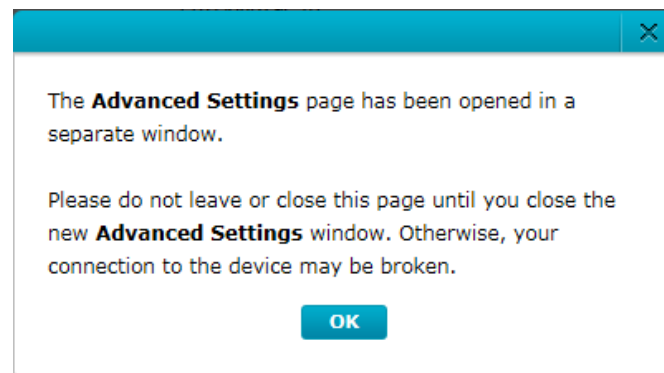 The Advanced Settings page has been opened in a
separate window.
Please do not leave or close this page until you close the
new Advanced Settings window. Otherwise, your
connection to the device may be broken.
OK